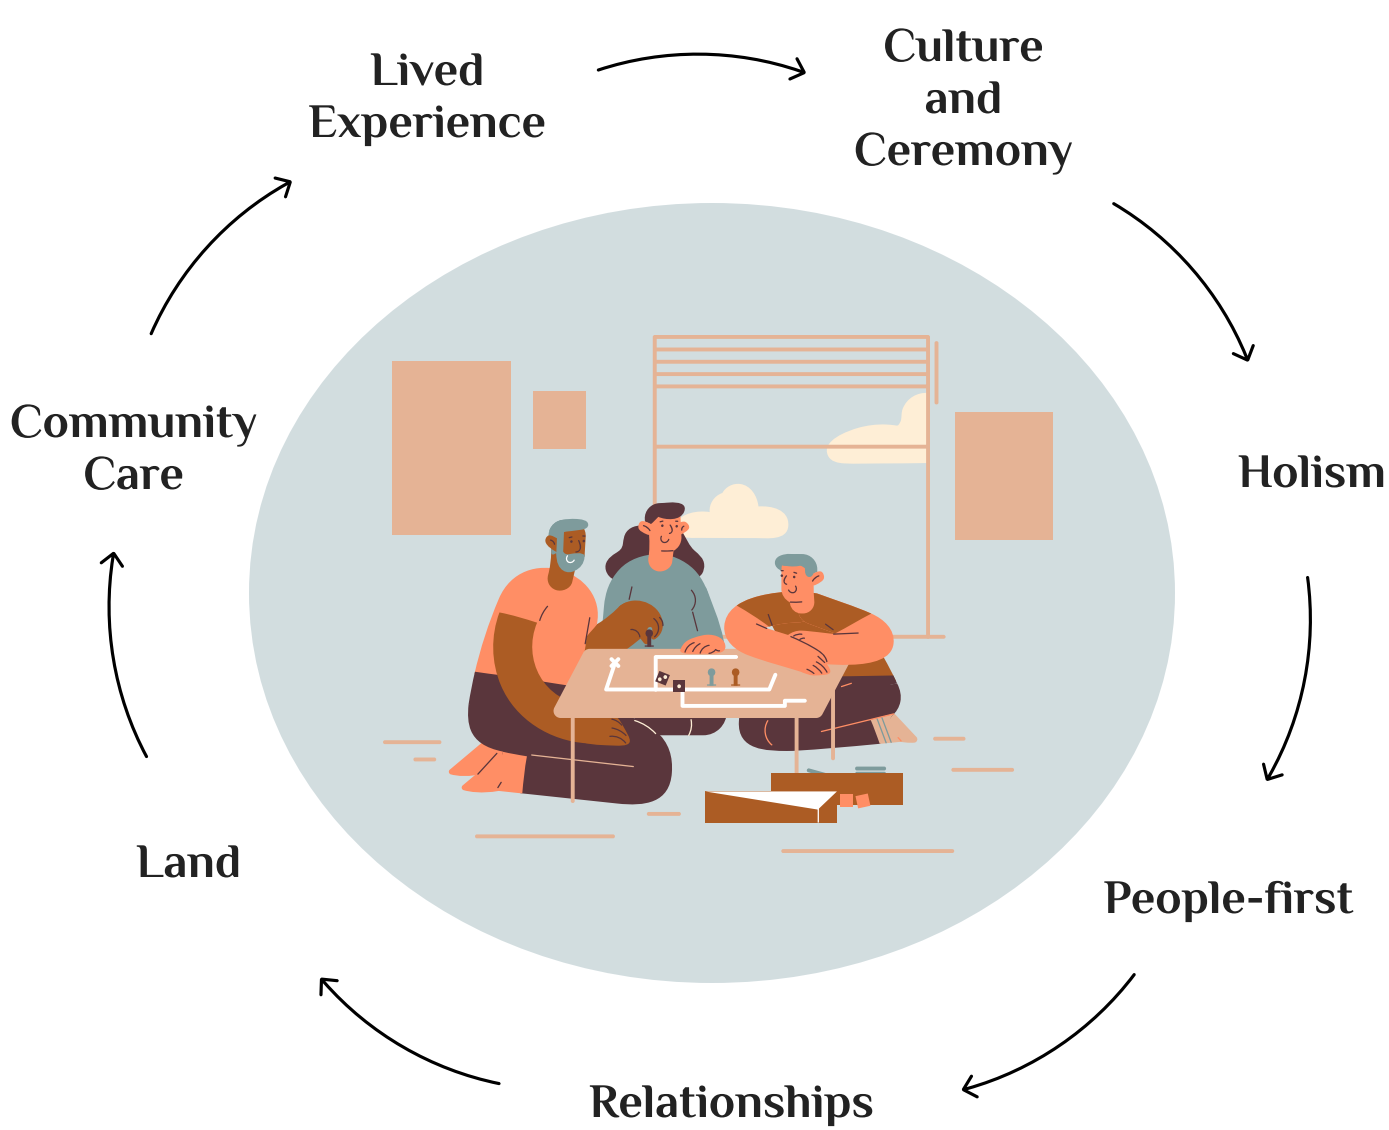 Lived
Experience
Culture
and
Ceremony
Holism
People-first
Relationships
Land
Community
Care